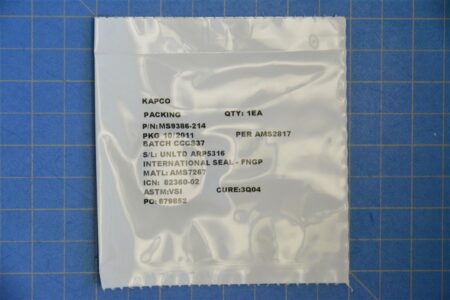 KAPCO
PACKING QTY: 1EA
P/N: MS9386-214
PKG 10/2011 PER AMS2817
BATCH CCCB37
S/L: UNLTD ARP5316
INTERNATIONAL SEAL - FNGP
MATL: AMS7287
ICN: 82360-02
ASTM:VSI CURE:3Q04
PO: 879852